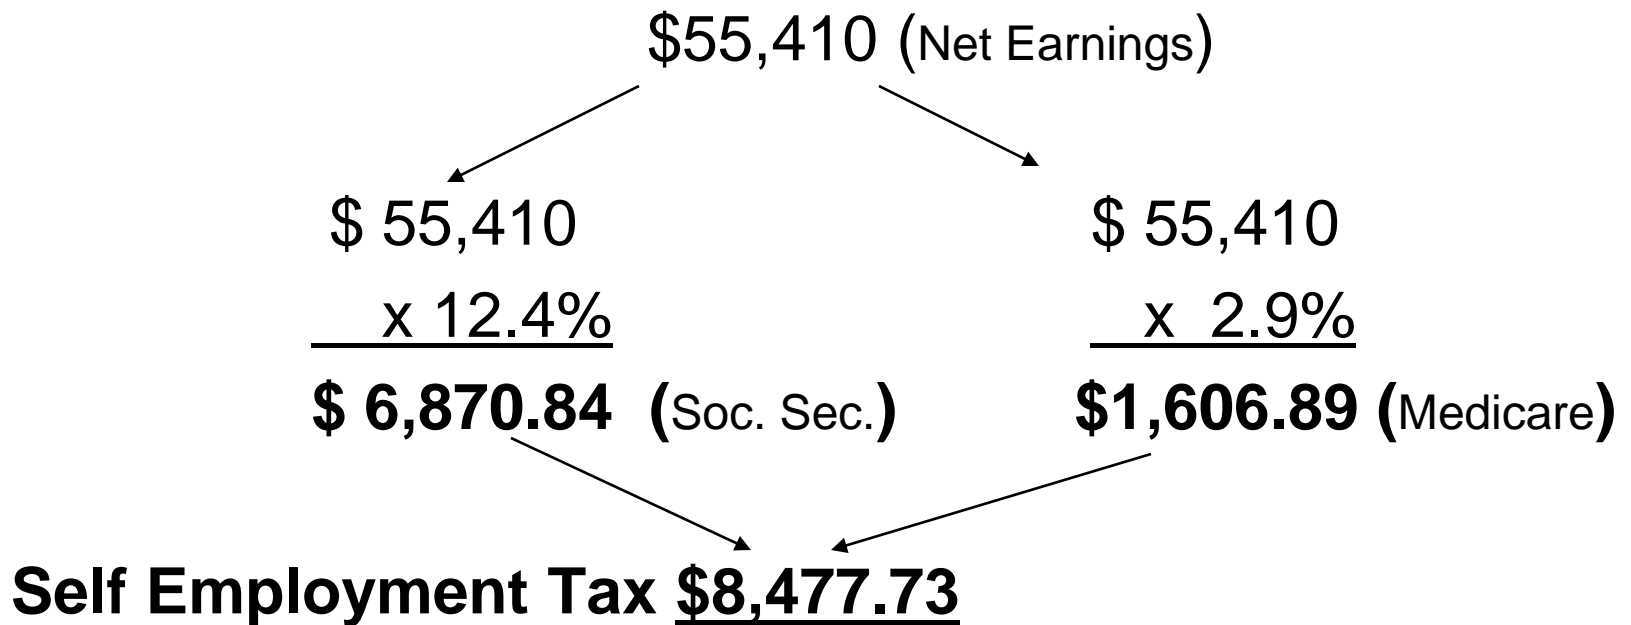 $55,410 (Net Earnings)
$ 55,410 $ 55,410
x 12.4% x 2.9%
$ 6,870.84 (Soc. Sec.) $1,606.89 (Medicare)
Self Employment Tax $8,477.73